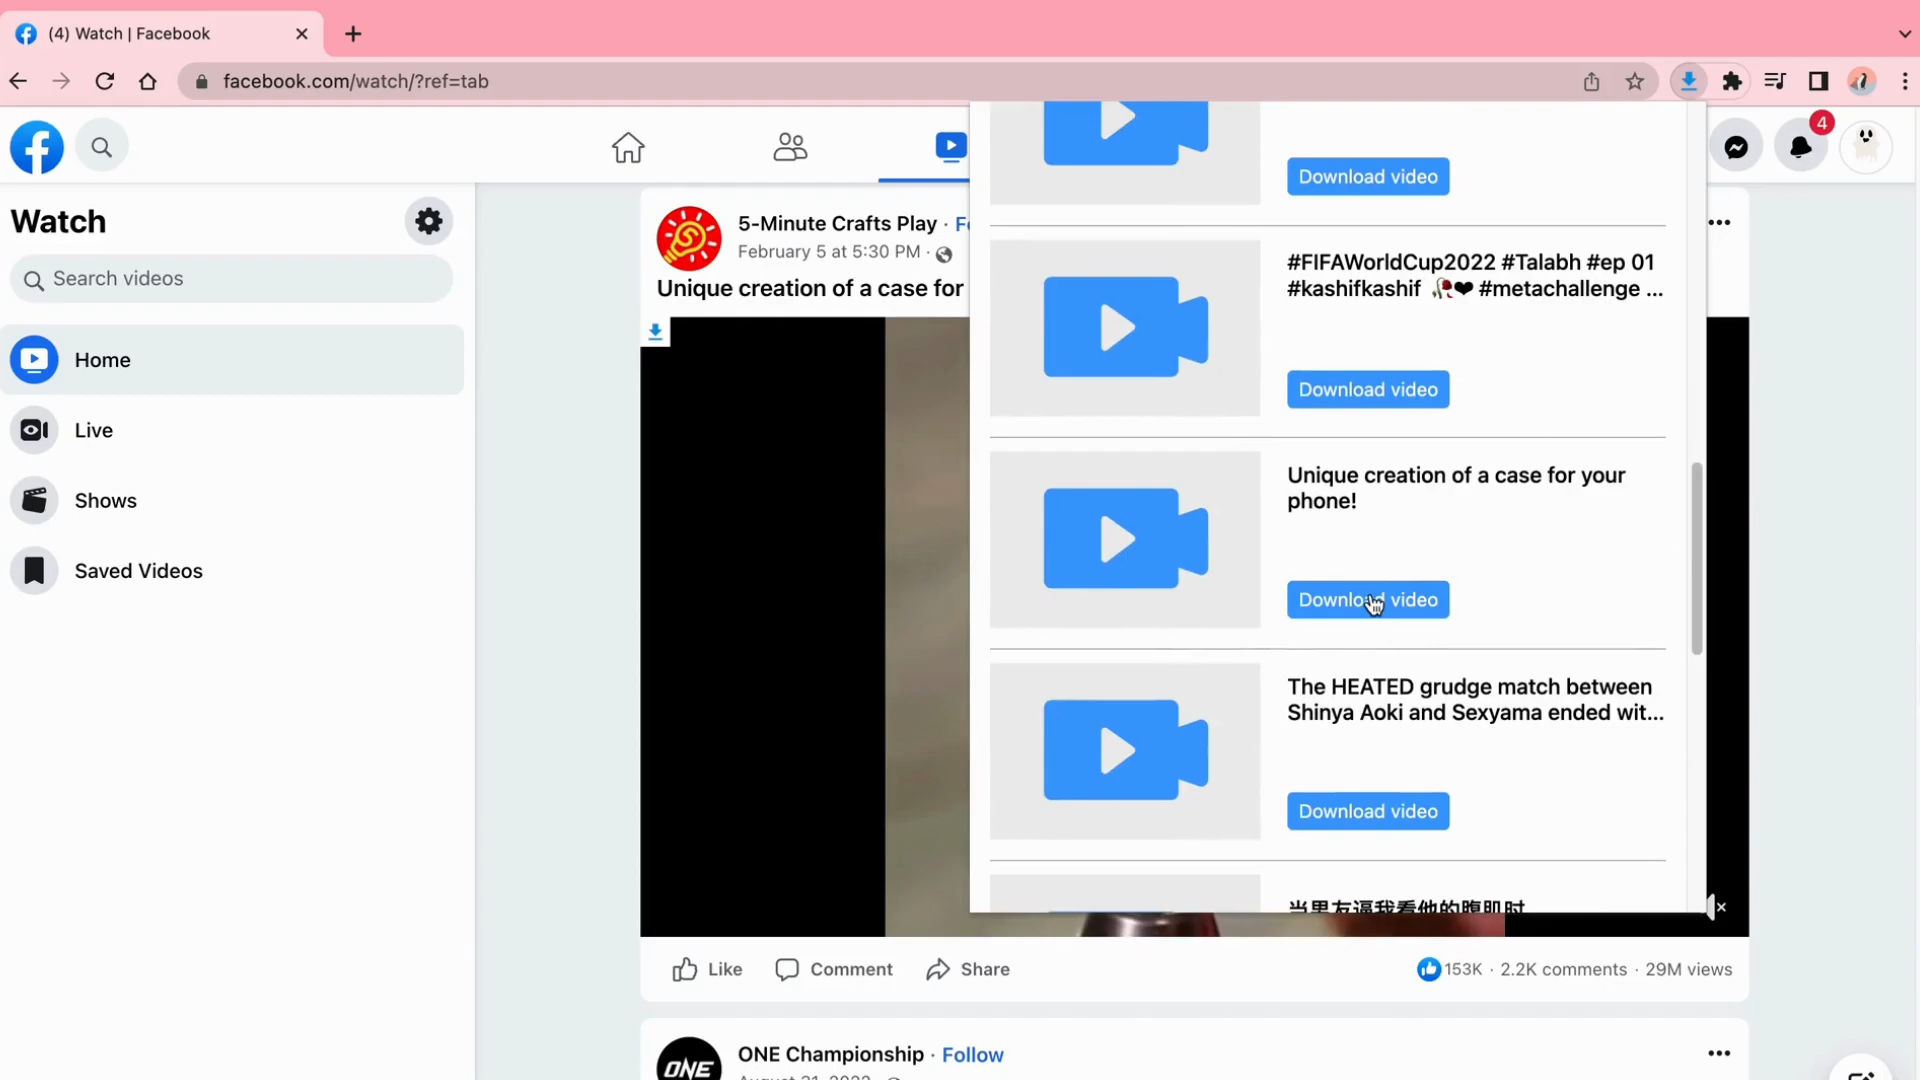 (4) Watch | Facebook
facebook.com/watch/?ref=tab
4
Watch
Search videos
Home
Live
Shows
Saved Videos
5-Minute Crafts Play ·
February 5 at 5:30 PM ·
Unique creation of a case for
Download video
#FIFAWorldCup2022 #Talabh #ep 01
#kashifkashif 🥀❤ #metachallenge ...
Download video
Unique creation of a case for your
phone!
Download video
The HEATED grudge match between
Shinya Aoki and Sexyama ended wit...
Download video
当男友逼我看他的腹肌时
Like
Comment
Share
153K · 2.2K comments · 29M views
ONE
ONE Championship · Follow
August 31, 2022